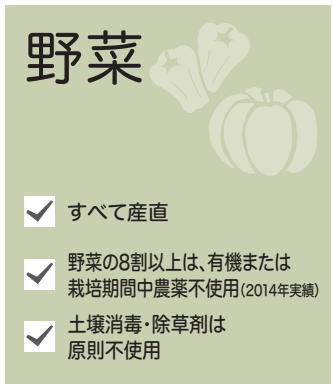 野菜
すべて産直
野菜の8割以上は、有機または
栽培期間中農薬不使用(2014年実績)
土壌消毒・除草剤は
原則不使用